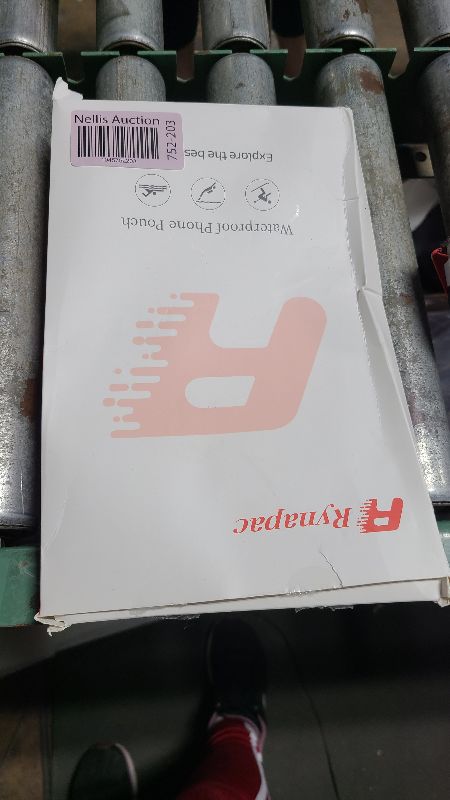 Nellis Auction
752-203
Rynapac
Waterproof Phone Pouch
Explore the bes